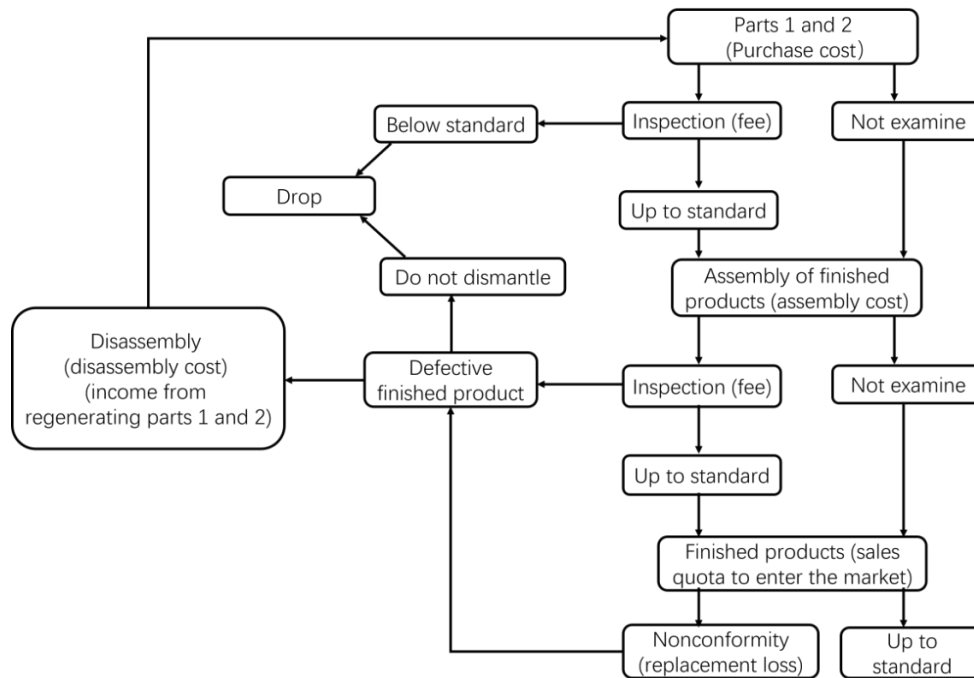 Parts 1 and 2
(Purchase cost)
Below standard
Inspection (fee)
Not examine
Drop
Up to standard
Do not dismantle
Assembly of finished
products (assembly cost)
Disassembly
(disassembly cost)
(income from
regenerating parts 1 and 2)
Defective
finished product
Inspection (fee)
Not examine
Up to standard
Finished products (sales
quota to enter the market)
Nonconformity
(replacement loss)
Up to
standard